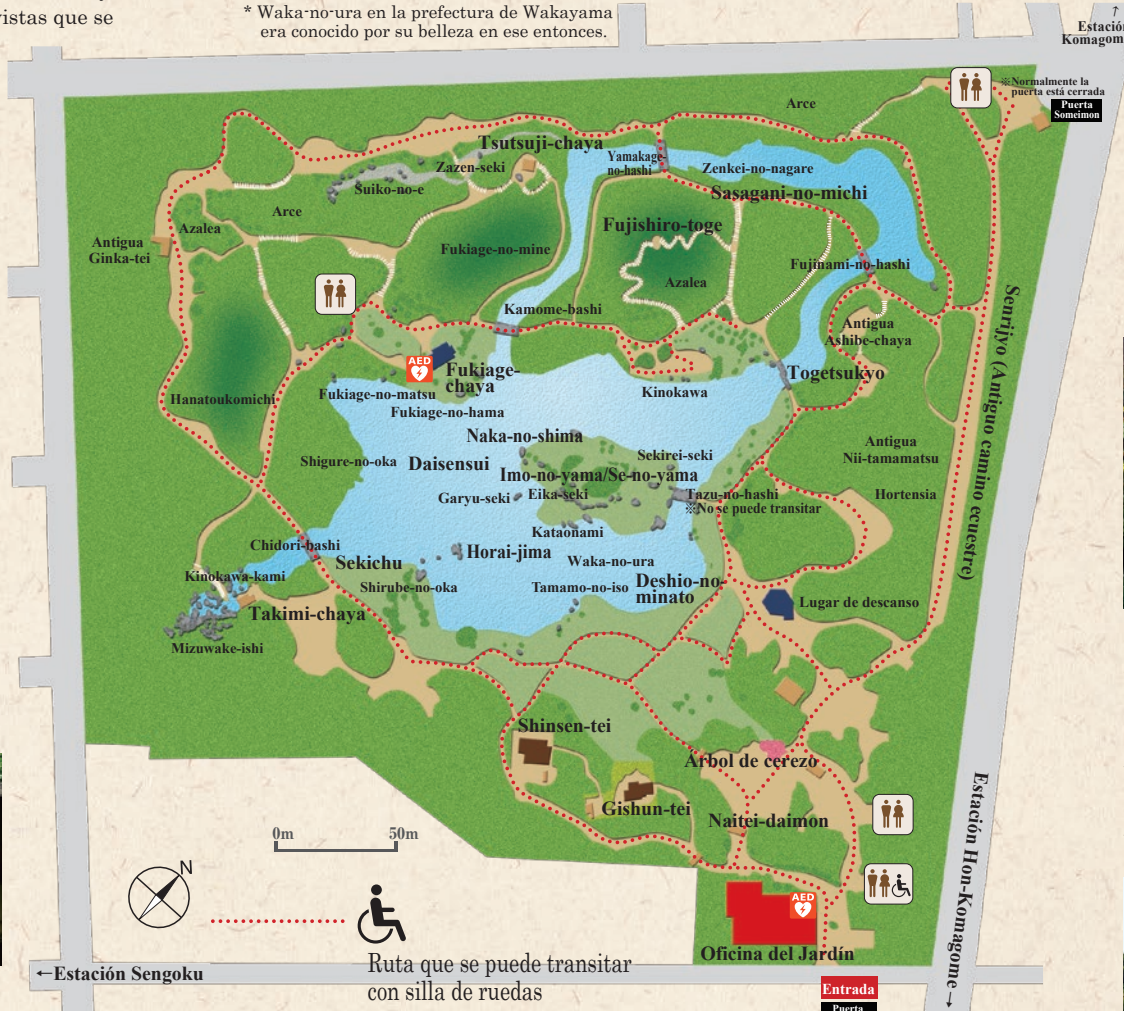 vistas que se
* Waka-no-ura en la prefectura de Wakayama
era conocido por su belleza en ese entonces.
↑
Estación
Komagome
※Normalmente la
puerta está cerrada
Puerta
Someimon
Arce
Tsutsuji-chaya
Zazen-seki
Yamakage-
no-hashi
Zenkei-no-nagare
Suiko-no-e
Sasagani-no-michi
Arce
Azalea
Fujishiro-toge
Antigua
Ginka-tei
Fukiage-no-mine
Fujinami-no-hashi
Azalea
Kamome-bashi
Antigua
Ashibe-chaya
Senrijyo (Antiguo camino ecuestre)
AED
Fukiage-
chaya
Togetsukyo
Hanatoukomichi
Fukiage-no-matsu
Kinokawa
Fukiage-no-hama
Naka-no-shima
Antigua
Nii-tamamatsu
Shigure-no-oka
Daisensui
Sekirei-seki
Imo-no-yama/Se-no-yama
Garyu-seki
Eika-seki
Tazu-no-hashi
※No se puede transitar
Hortensia
Kataonami
Chidori-bashi
Sekichu
Horai-jima
Waka-no-ura
Kinokawa-kami
Shirube-no-oka
Tamamo-no-iso
Deshio-no-
minato
Takimi-chaya
Lugar de descanso
Mizuwake-ishi
Shinsen-tei
Árbol de cerezo
Gishun-tei
Naitei-daimon
0m
50m
N
AED
Oficina del Jardín
Estación Hon-Komagome→
←Estación Sengoku
Ruta que se puede transitar
con silla de ruedas
Entrada
Puerta